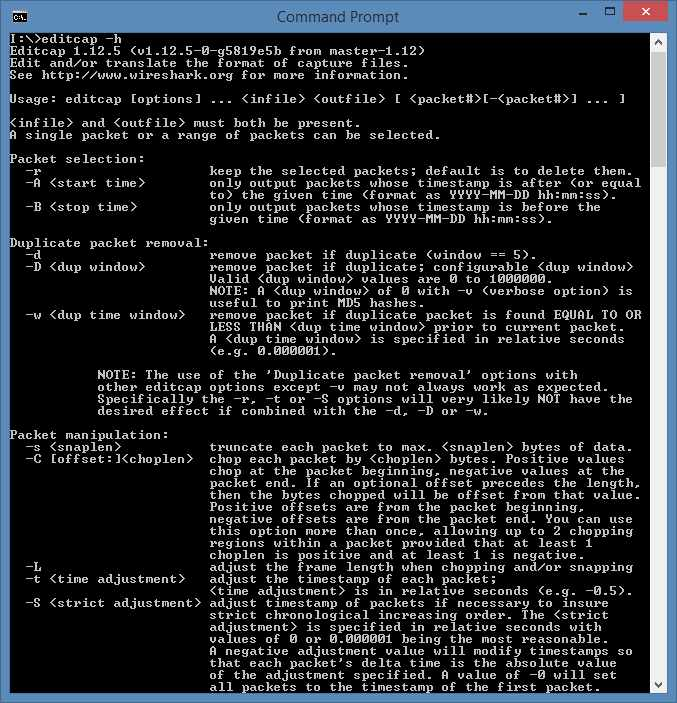 Command Prompt
I:\>editcap -h
Editcap 1.12.5 (v1.12.5-0-g5819e5b from master-1.12)
Edit and/or translate the format of capture files.
See http://www.wireshark.org for more information.
Usage: editcap [options] ... <infile> <outfile> [ <packet#>[-<packet#>] ... ]
<infile> and <outfile> must both be present.
A single packet or a range of packets can be selected.
Packet selection:
-r keep the selected packets; default is to delete them.
-A <start time> only output packets whose timestamp is after (or equal
to) the given time (format as YYYY-MM-DD hh:mm:ss).
-B <stop time> only output packets whose timestamp is before the
given time (format as YYYY-MM-DD hh:mm:ss).
Duplicate packet removal:
-d remove packet if duplicate (window == 5).
-D <dup window> remove packet if duplicate; configurable <dup window>
Valid <dup window> values are 0 to 1000000.
NOTE: A <dup window> of 0 with -v (verbose option) is
useful to print MD5 hashes.
-w <dup time window> remove packet if duplicate packet is found EQUAL TO OR
LESS THAN <dup time window> prior to current packet.
A <dup time window> is specified in relative seconds
(e.g. 0.000001).
NOTE: The use of the 'Duplicate packet removal' options with
other editcap options except -v may not always work as expected.
Specifically the -r, -t or -S options will very likely NOT have the
desired effect if combined with the -d, -D or -w.
Packet manipulation:
-s <snaplen> truncate each packet to max. <snaplen> bytes of data.
-C [offset:]<choplen> chop each packet by <choplen> bytes. Positive values
chop at the packet beginning, negative values at the
packet end. If an optional offset precedes the length,
then the bytes chopped will be offset from that value.
Positive offsets are from the packet beginning,
negative offsets are from the packet end. You can use
this option more than once, allowing up to 2 chopping
regions within a packet provided that at least 1
choplen is positive and at least 1 is negative.
-L adjust the frame length when chopping and/or snapping
-t <time adjustment> adjust the timestamp of each packet;
<time adjustment> is in relative seconds (e.g. -0.5).
-S <strict adjustment> adjust timestamp of packets if necessary to insure
strict chronological increasing order. The <strict
adjustment> is specified in relative seconds with
values of 0 or 0.000001 being the most reasonable.
A negative adjustment value will modify timestamps so
that each packet's delta time is the absolute value
of the adjustment specified. A value of -0 will set
all packets to the timestamp of the first packet.